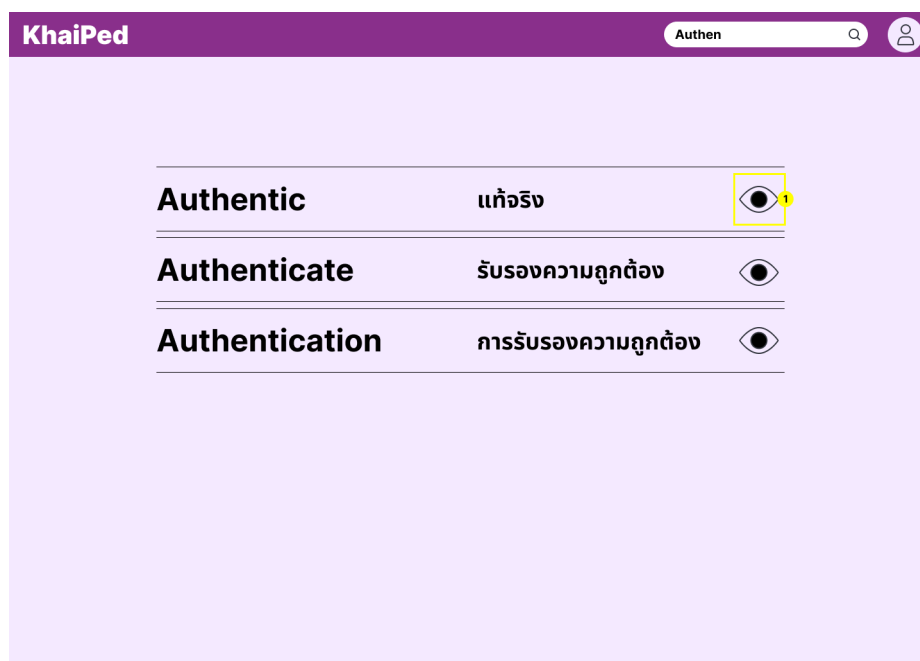 KhaiPed
Authen
Authentic แท้จริง
1
Authenticate รับรองความถูกต้อง
Authentication การรับรองความถูกต้อง